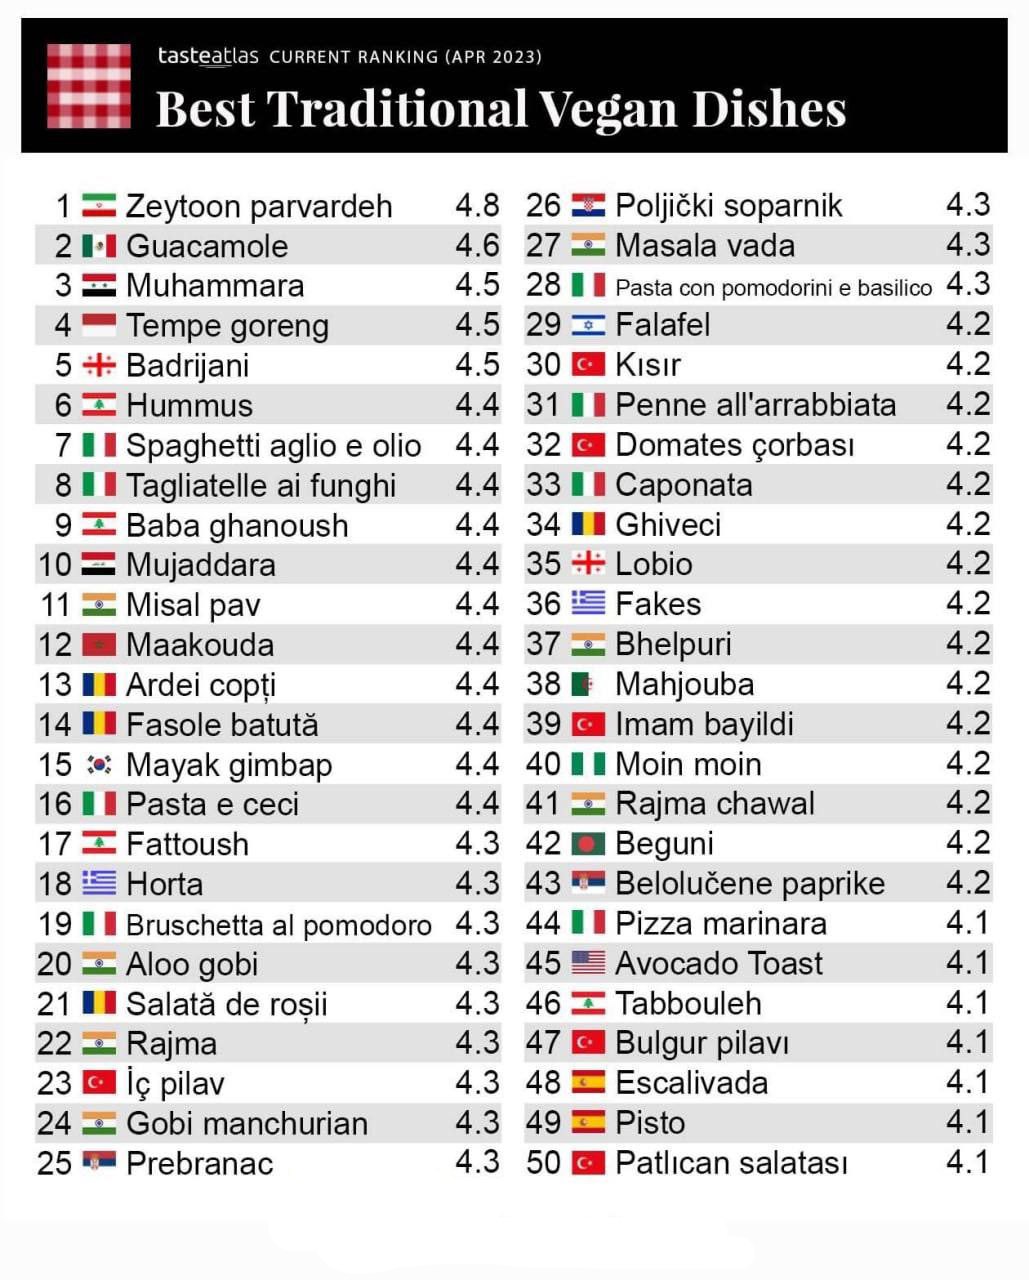 tasteatlas CURRENT RANKING (APR 2023)
Best Traditional Vegan Dishes
1 Zeytoon parvardeh 4.8
2 Guacamole 4.6
3 Muhammara 4.5
4 Tempe goreng 4.5
5 Badrijani 4.5
6 Hummus 4.4
7 Spaghetti aglio e olio 4.4
8 Tagliatelle ai funghi 4.4
9 Baba ghanoush 4.4
10 Mujaddara 4.4
11 Misal pav 4.4
12 Maakouda 4.4
13 Ardei copți 4.4
14 Fasole batută 4.4
15 Mayak gimbap 4.4
16 Pasta e ceci 4.4
17 Fattoush 4.3
18 Horta 4.3
19 Bruschetta al pomodoro 4.3
20 Aloo gobi 4.3
21 Salată de roșii 4.3
22 Rajma 4.3
23 İç pilav 4.3
24 Gobi manchurian 4.3
25 Prebranac 4.3
26 Poljički soparnik 4.3
27 Masala vada 4.3
28 Pasta con pomodorini e basilico 4.3
29 Falafel 4.2
30 Kısır 4.2
31 Penne all'arrabbiata 4.2
32 Domates çorbası 4.2
33 Caponata 4.2
34 Ghiveci 4.2
35 Lobio 4.2
36 Fakes 4.2
37 Bhelpuri 4.2
38 Mahjouba 4.2
39 Imam bayildi 4.2
40 Moin moin 4.2
41 Rajma chawal 4.2
42 Beguni 4.2
43 Belolučene paprike 4.2
44 Pizza marinara 4.1
45 Avocado Toast 4.1
46 Tabbouleh 4.1
47 Bulgur pilavı 4.1
48 Escalivada 4.1
49 Pisto 4.1
50 Patlıcan salatası 4.1